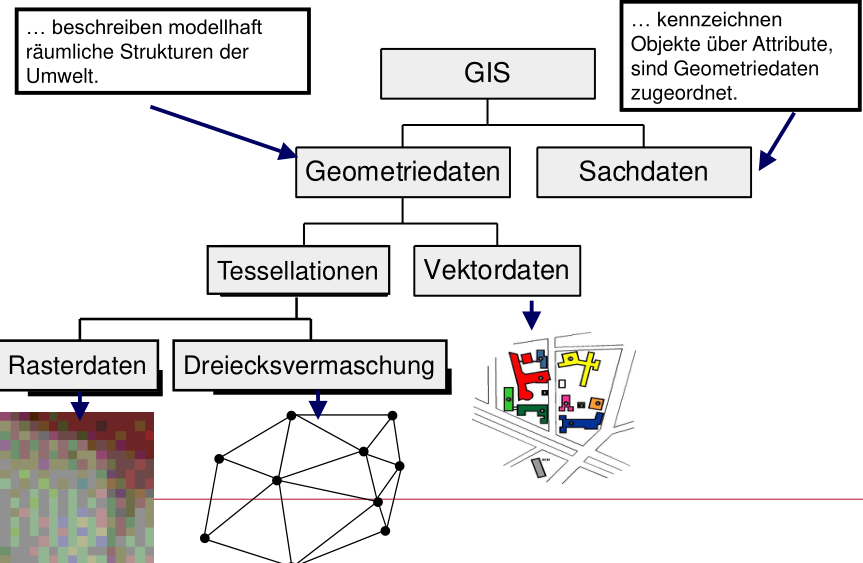 … beschreiben modellhaft
räumliche Strukturen der
Umwelt.
… kennzeichnen
Objekte über Attribute,
sind Geometriedaten
zugeordnet.
GIS
Geometriedaten
Sachdaten
Tessellationen
Vektordaten
Rasterdaten
Dreiecksvermaschung